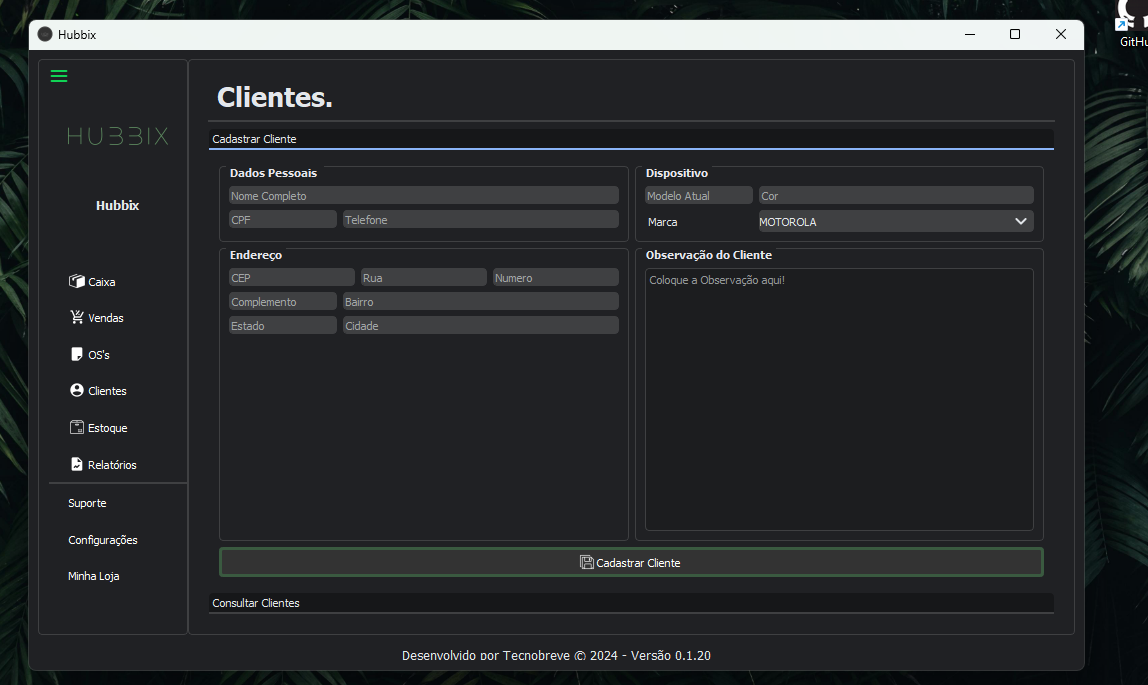 Hubbix
GitHu
HUBBIX
Hubbix
Caixa
Vendas
OS's
Clientes
Estoque
Relatórios
Suporte
Configurações
Minha Loja
Clientes.
Cadastrar Cliente
Dados Pessoais
Nome Completo
CPF Telefone
Endereço
CEP Rua Numero
Complemento Bairro
Estado Cidade
Dispositivo
Modelo Atual Cor
Marca MOTOROLA
Observação do Cliente
Coloque a Observação aqui!
Cadastrar Cliente
Consultar Clientes
Desenvolvido por Tecnobreve © 2024 - Versão 0.1.20